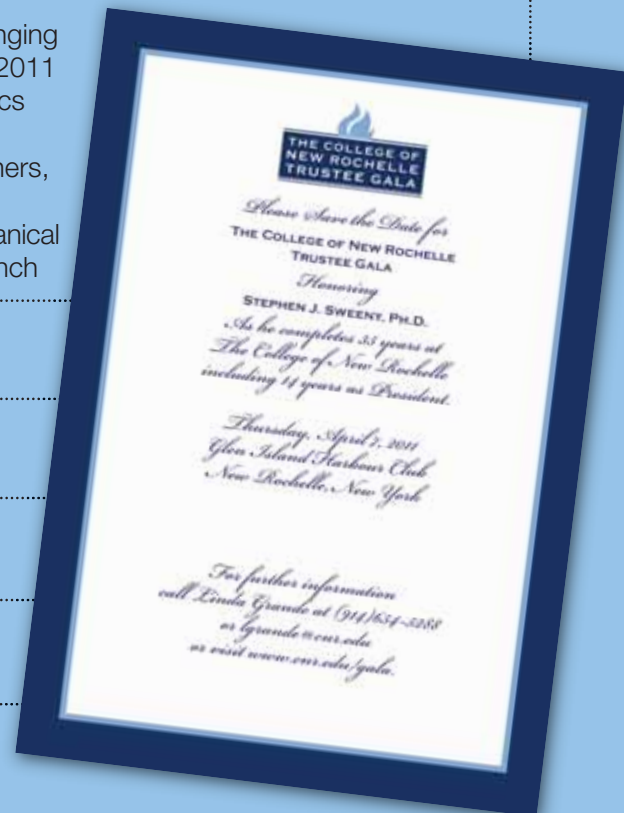 nging
2011
cs
ners,
anical
nch
THE COLLEGE OF
NEW ROCHELLE
TRUSTEE GALA
Please Save the Date for
THE COLLEGE OF NEW ROCHELLE
TRUSTEE GALA
Honoring
STEPHEN J. SWEENY, PH.D.
As he completes 35 years at
The College of New Rochelle
including 14 years as President.
Thursday, April 7, 2011
Glen Island Harbour Club
New Rochelle, New York
For further information
call Linda Grande at (914)654-5288
or lgrande@cnr.edu
or visit www.cnr.edu/gala.